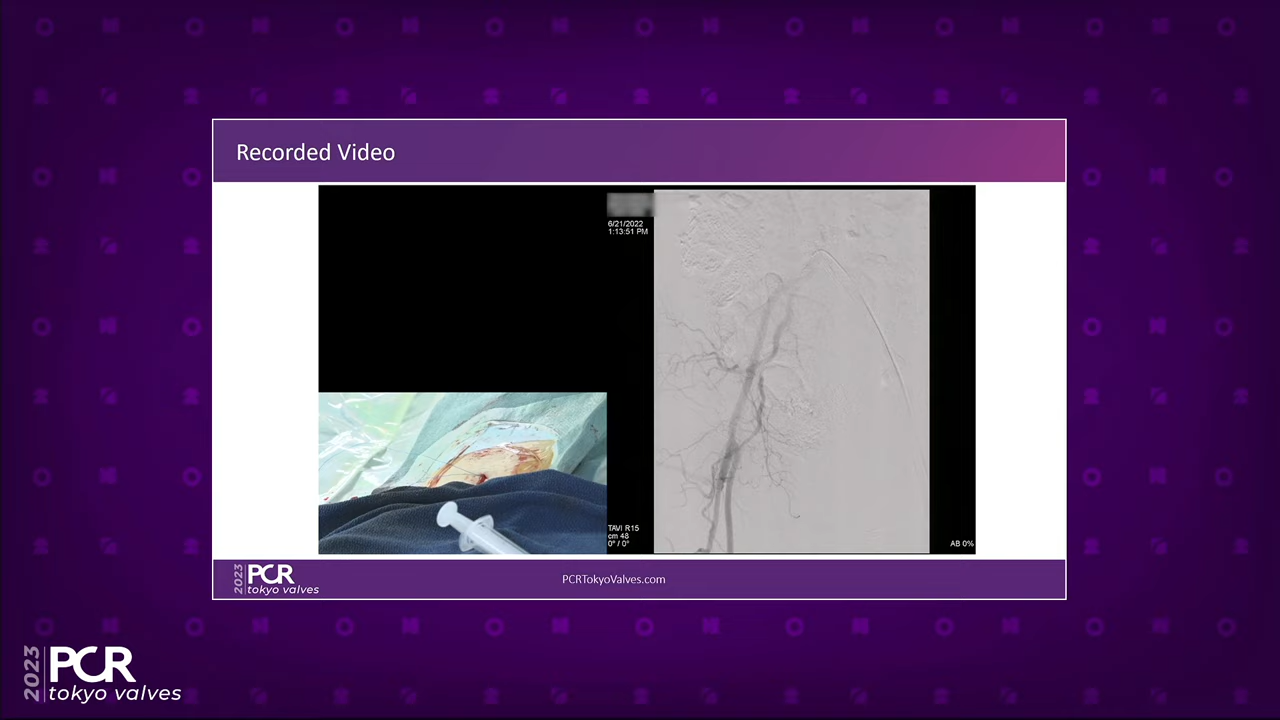 Recorded Video
6/21/2022
1:13:51 PM
TAVI R15
cm 48
0° / 0°
AB 0%
2023
PCR
tokyo valves
PCRTokyoValves.com
2023
PCR
tokyo valves